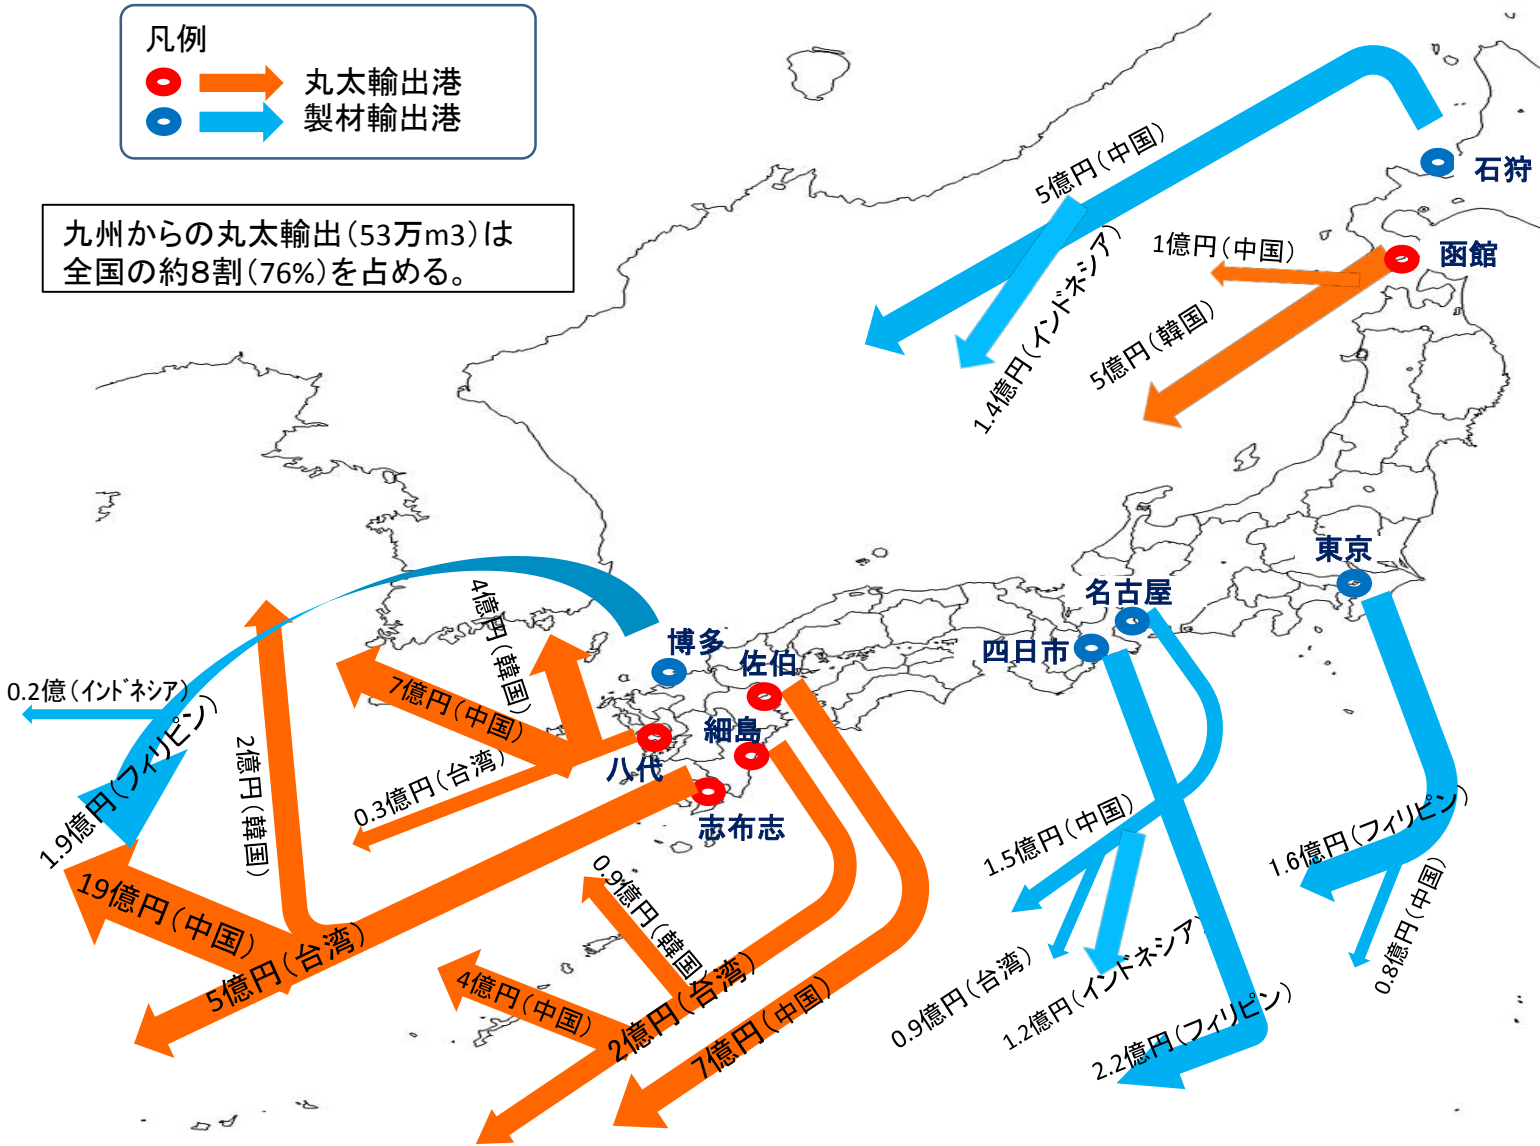 凡例
丸太輸出港
製材輸出港
九州からの丸太輸出(53万m3)は
全国の約8割(76%)を占める。
石狩
5億円(中国)
1.4億円(インドネシア)
函館
1億円(中国)
5億円(韓国)
東京
名古屋
四日市
博多
佐伯
細島
八代
志布志
4億円(韓国)
7億円(中国)
0.3億円(台湾)
0.2億(インドネシア)
1.9億円(フィリピン)
2億円(韓国)
19億円(中国)
5億円(台湾)
0.9億円(韓国)
4億円(中国)
2億円(台湾)
7億円(中国)
1.5億円(中国)
0.9億円(台湾)
1.2億円(インドネシア)
2.2億円(フィリピン)
1.6億円(フィリピン)
0.8億円(中国)